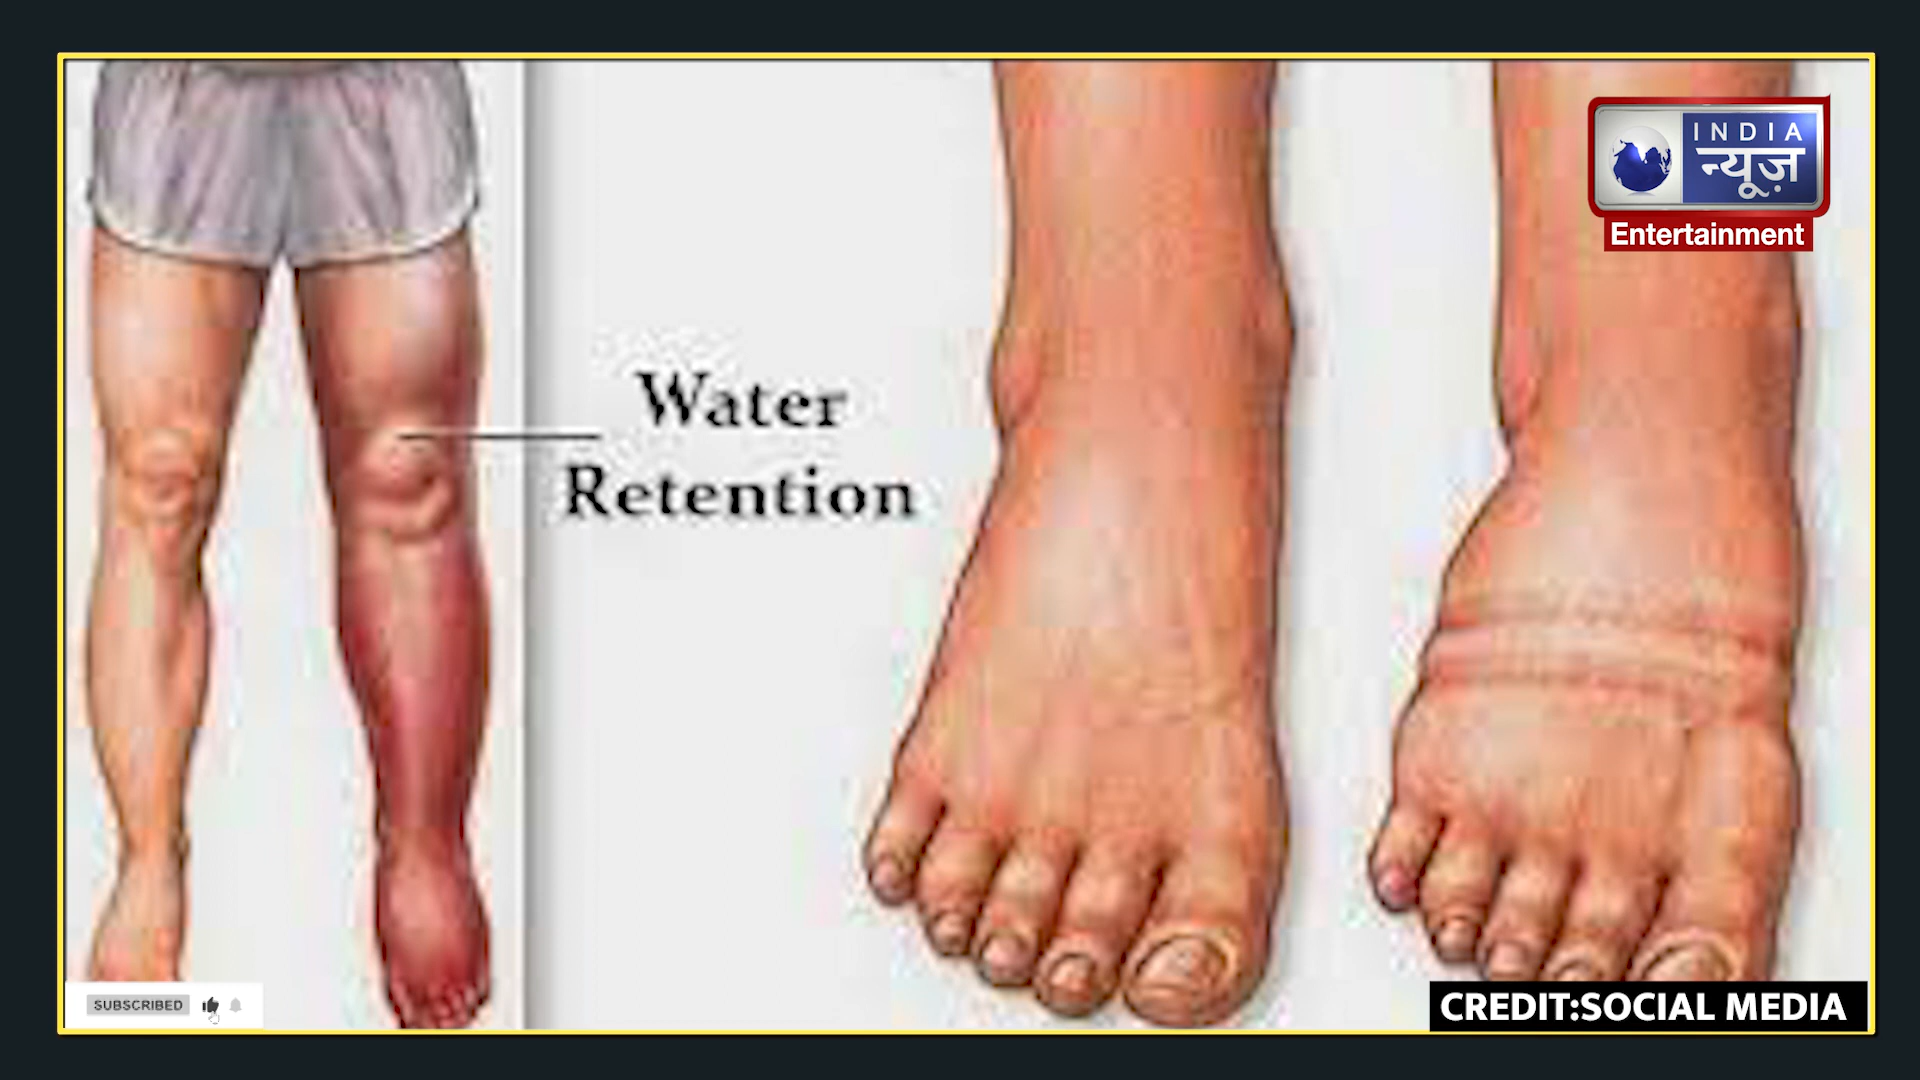 INDIA
न्यूज़
Entertainment
Water
Retention
SUBSCRIBED
CREDIT:SOCIAL MEDIA